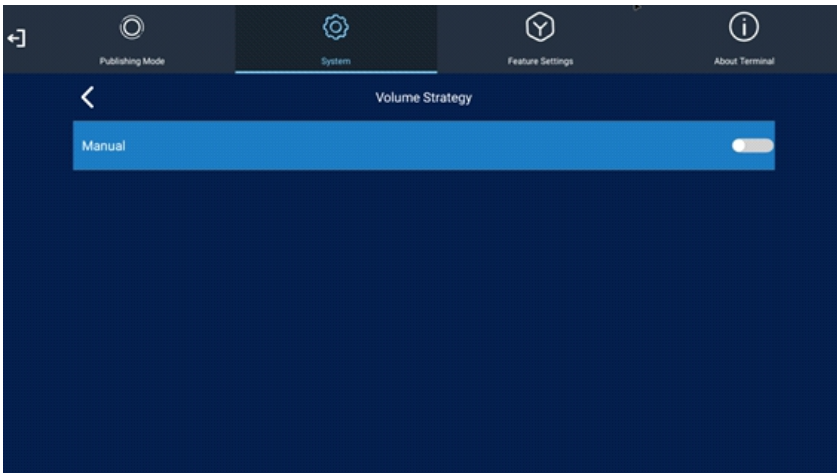 Publishing Mode
System
Feature Settings
About Terminal
Volume Strategy
Manual